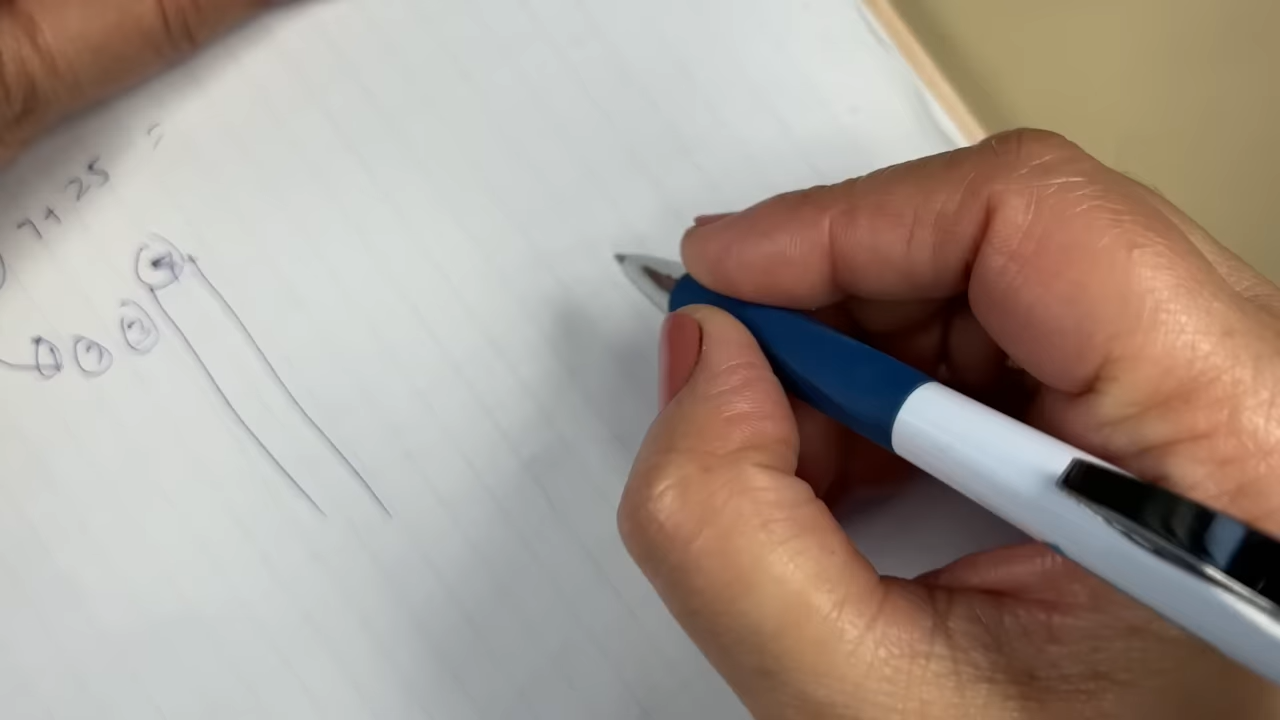 7+25 =
① ② ③ ④